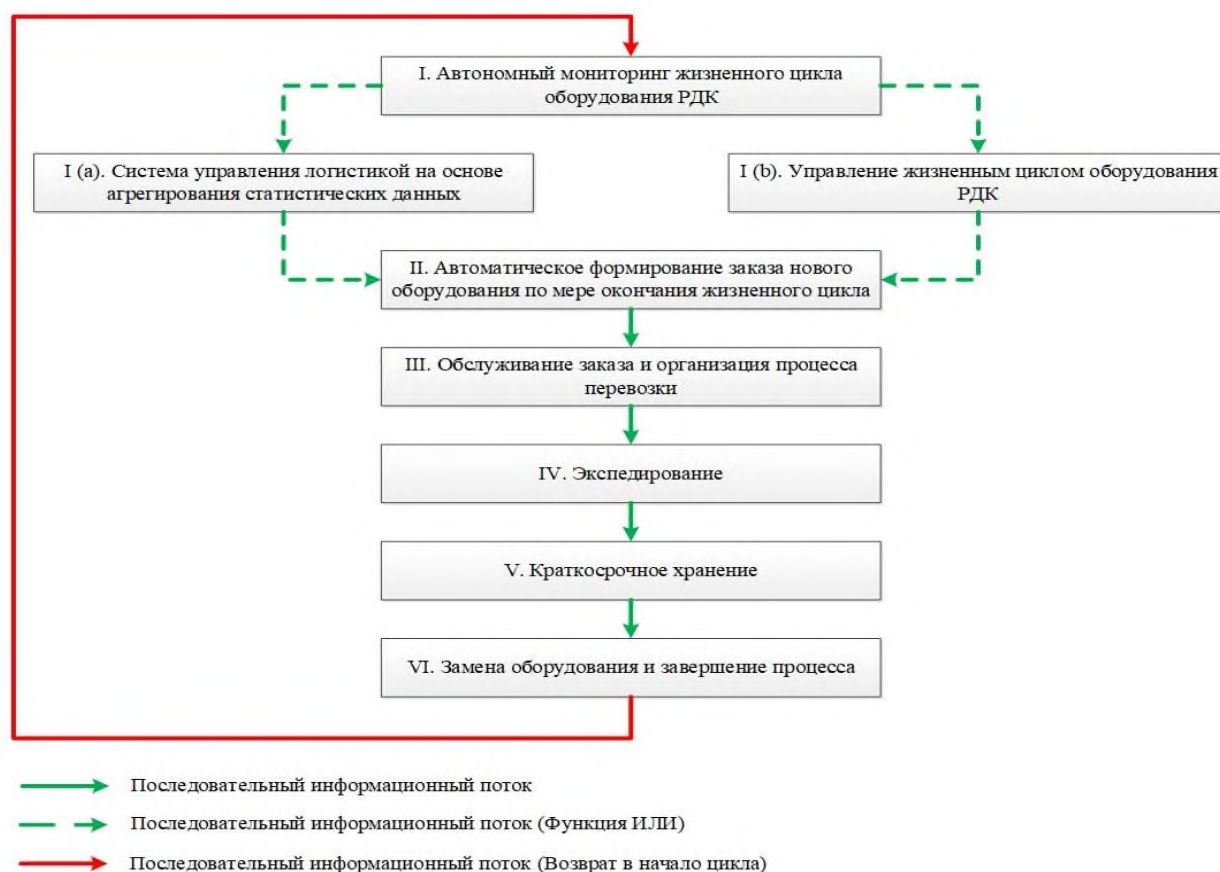 I. Автономный мониторинг жизненного цикла
оборудования РДК
I (a). Система управления логистикой на основе
агрегирования статистических данных
I (b). Управление жизненным циклом оборудования
РДК
II. Автоматическое формирование заказа нового
оборудования по мере окончания жизненного цикла
III. Обслуживание заказа и организация процесса
перевозки
IV. Экспедирование
V. Краткосрочное хранение
VI. Замена оборудования и завершение процесса
Последовательный информационный поток
Последовательный информационный поток (Функция ИЛИ)
Последовательный информационный поток (Возврат в начало цикла)